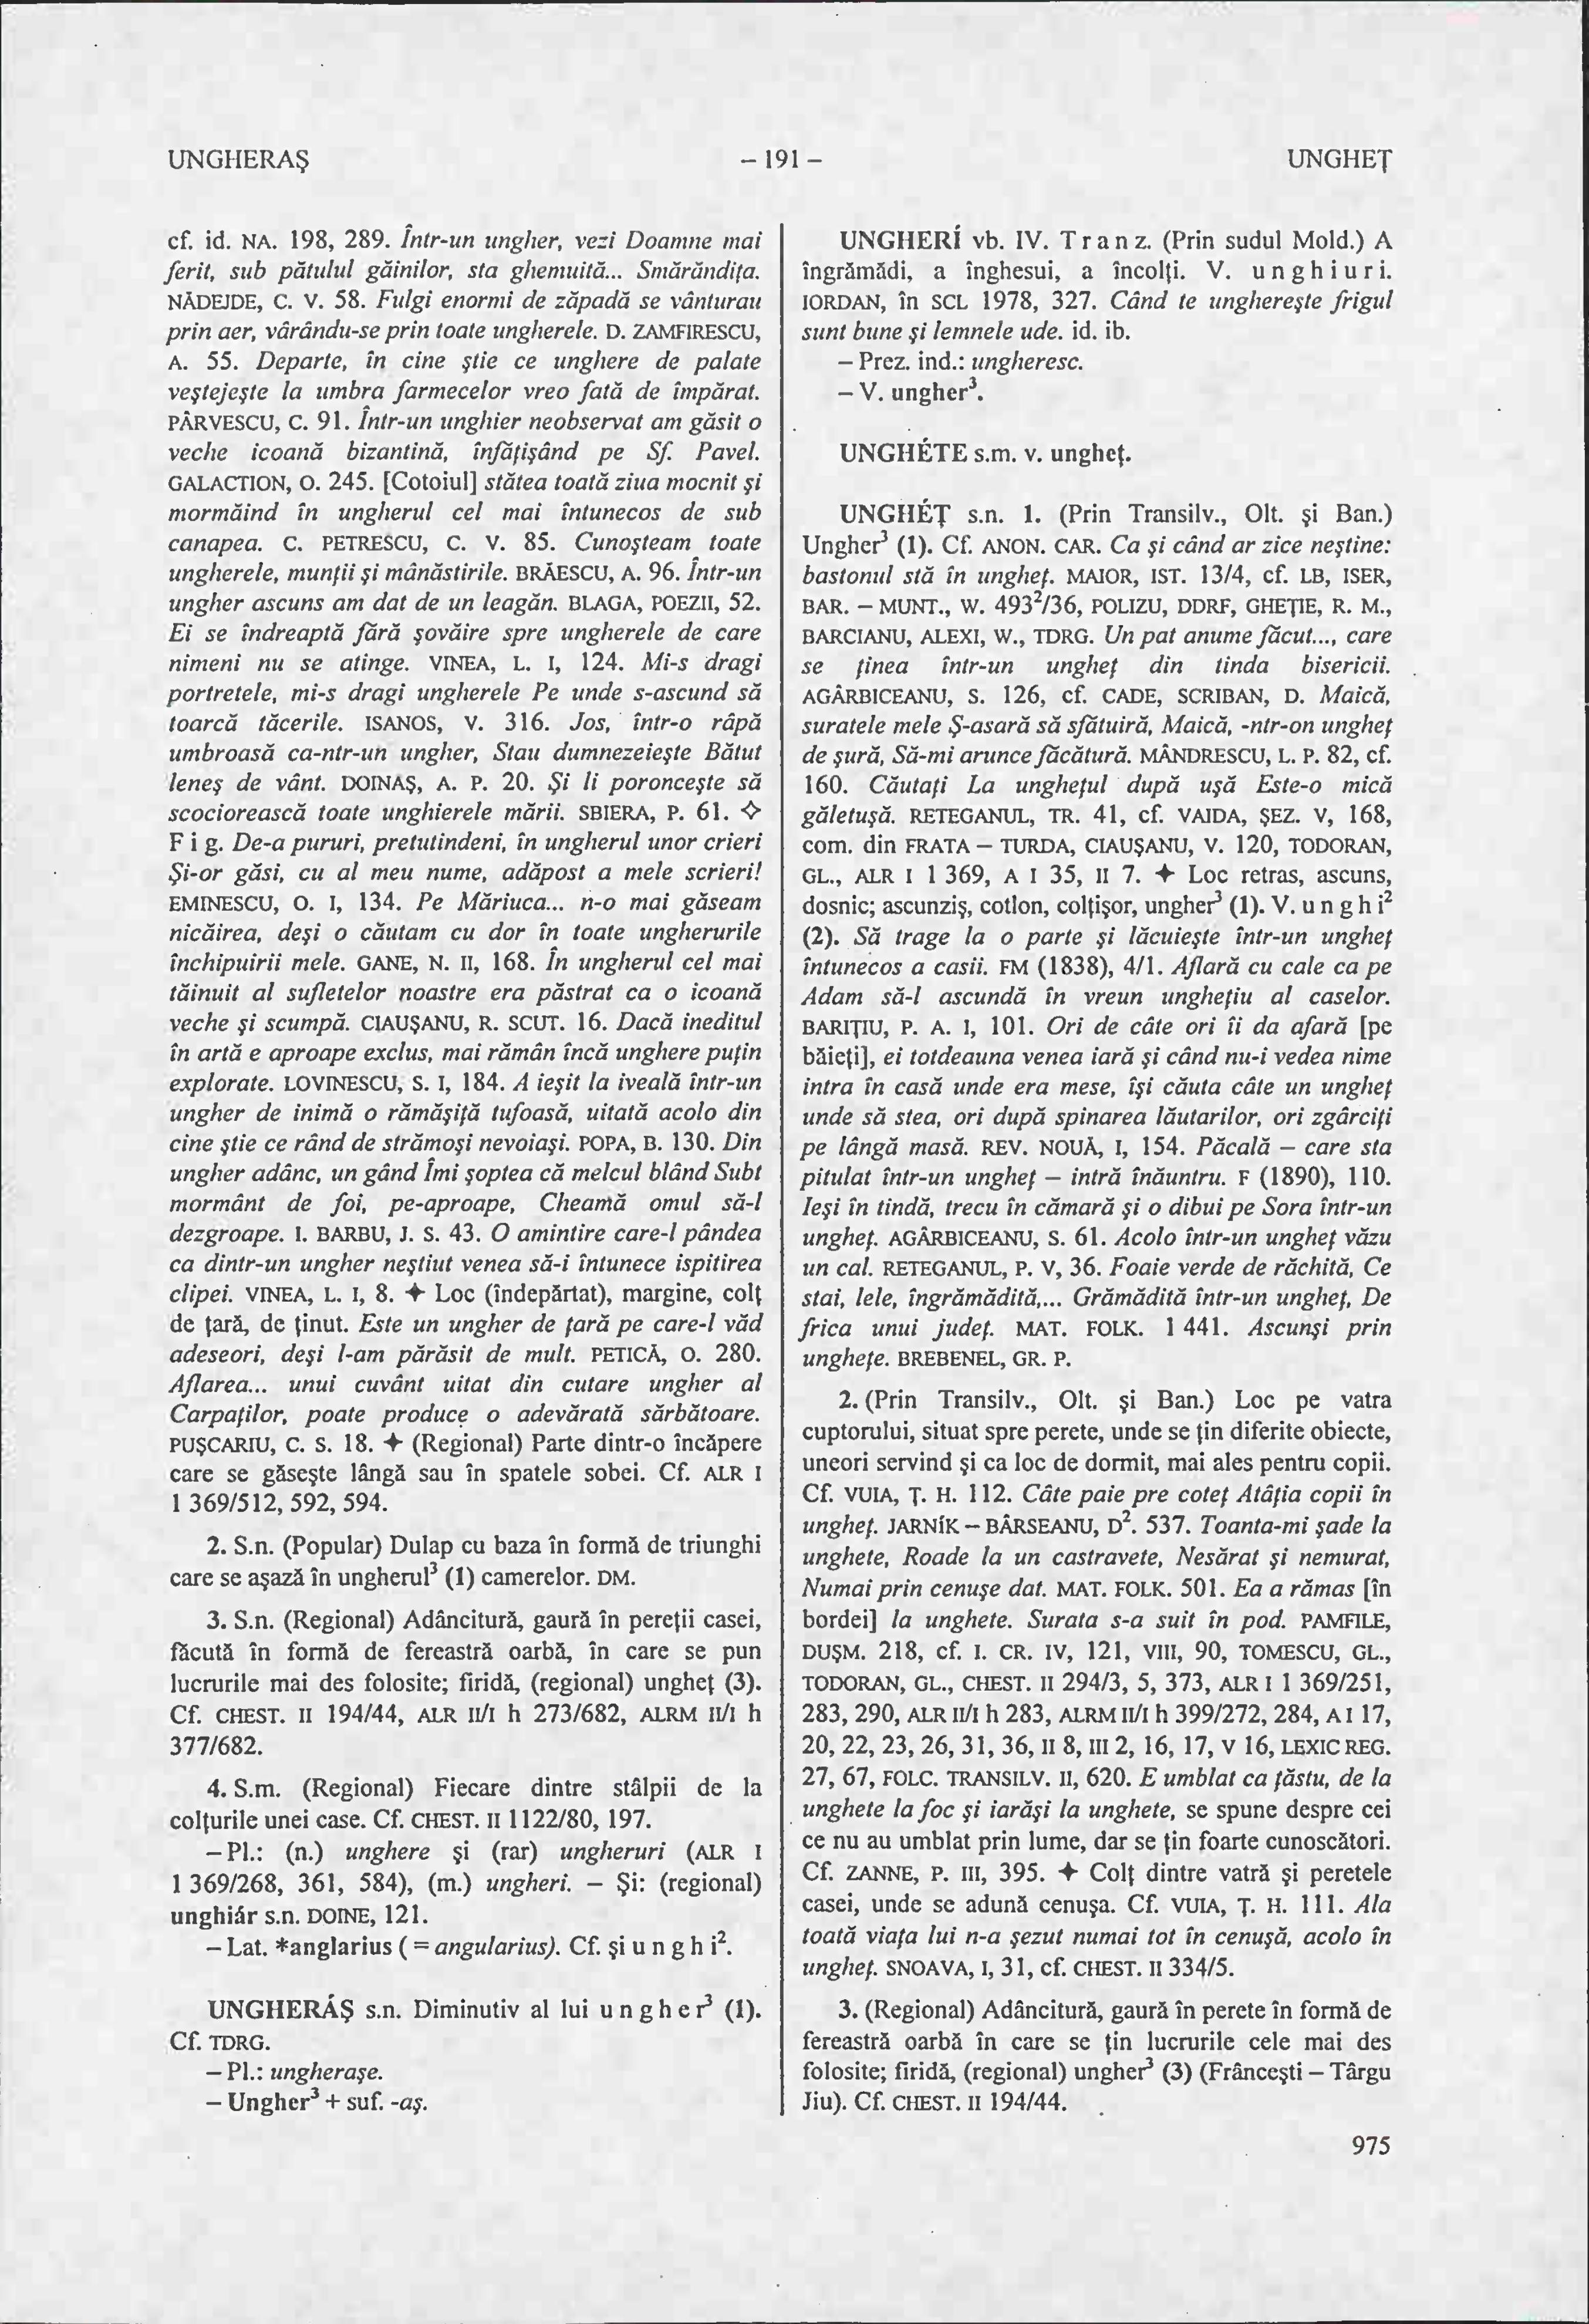 UNGHERAŞ
– 191 –
UNGHEŢ
cf. id. NA. 198, 289. Într-un ungher, vezi Doamne mai
ferit, sub pătulul găinilor, sta ghemuită... Smărăndiţa.
NĂDEJDE, C. V. 58. Fulgi enormi de zăpadă se vânturau
prin aer, vârându-se prin toate ungherele. D. ZAMFIRESCU,
A. 55. Departe, în cine ştie ce unghere de palate
veştejeşte la umbra farmecelor vreo fată de împărat.
PÂRVESCU, C. 91. Într-un unghier neobservat am găsit o
veche icoană bizantină, înfăţişând pe Sf. Pavel.
GALACTION, O. 245. [Cotoiul] stătea toată ziua mocnit şi
mormăind în ungherul cel mai întunecos de sub
canapea. C. PETRESCU, C. V. 85. Cunoşteam toate
ungherele, munţii şi mânăstirile. BRĂESCU, A. 96. Într-un
ungher ascuns am dat de un leagăn. BLAGA, POEZII, 52.
Ei se îndreaptă fără şovăire spre ungherele de care
nimeni nu se atinge. VINEA, L. I, 124. Mi-s dragi
portretele, mi-s dragi ungherele Pe unde s-ascund să
toarcă tăcerile. ISANOS, V. 316. Jos, într-o râpă
umbroasă ca-ntr-un ungher, Stau dumnezeieşte Bătut
leneş de vânt. DOINAŞ, A. P. 20. Şi li poronceşte să
scociorească toate unghierele mării. SBIERA, P. 61. ◇
F i g. De-a pururi, pretutindeni, în ungherul unor crieri
Şi-or găsi, cu al meu nume, adăpost a mele scrieri!
EMINESCU, O. I, 134. Pe Măriuca... n-o mai găseam
nicăirea, deşi o căutam cu dor în toate ungherurile
închipuirii mele. GANE, N. II, 168. În ungherul cel mai
tăinuit al sufletelor noastre era păstrat ca o icoană
veche şi scumpă. CIAUŞANU, R. SCUT. 16. Dacă ineditul
în artă e aproape exclus, mai rămân încă unghere puţin
explorate. LOVINESCU, S. I, 184. A ieşit la iveală într-un
ungher de inimă o rămăşiţă tufoasă, uitată acolo din
cine ştie ce rând de strămoşi nevoiaşi. POPA, B. 130. Din
ungher adânc, un gând Îmi şoptea că melcul blând Subt
mormânt de foi, pe-aproape, Cheamă omul să-l
dezgroape. I. BARBU, J. S. 43. O amintire care-l pândea
ca dintr-un ungher neştiut venea să-i întunece ispitirea
clipei. VINEA, L. I, 8. ✦ Loc (îndepărtat), margine, colţ
de ţară, de ţinut. Este un ungher de ţară pe care-l văd
adeseori, deşi l-am părăsit de mult. PETICĂ, O. 280.
Aflarea... unui cuvânt uitat din cutare ungher al
Carpaţilor, poate produce o adevărată sărbătoare.
PUŞCARIU, C. S. 18. ✦ (Regional) Parte dintr-o încăpere
care se găseşte lângă sau în spatele sobei. Cf. ALR I
1 369/512, 592, 594.
2. S.n. (Popular) Dulap cu baza în formă de triunghi
care se aşază în ungherul³ (1) camerelor. DM.
3. S.n. (Regional) Adâncitură, gaură în pereţii casei,
făcută în formă de fereastră oarbă, în care se pun
lucrurile mai des folosite; firidă, (regional) ungheţ (3).
Cf. CHEST. II 194/44, ALR II/I h 273/682, ALRM II/I h
377/682.
4. S.m. (Regional) Fiecare dintre stâlpii de la
colţurile unei case. Cf. CHEST. II 1122/80, 197.
– Pl.: (n.) unghere şi (rar) ungheruri (ALR I
1 369/268, 361, 584), (m.) ungheri. – Şi: (regional)
unghiár s.n. DOINE, 121.
– Lat. *anglarius (= angularius). Cf. şi u n g h i².
UNGHERÁŞ s.n. Diminutiv al lui u n g h e r³ (1).
Cf. TDRG.
– Pl.: ungheraşe.
– Ungher³ + suf. -aş.
UNGHERÍ vb. IV. T r a n z. (Prin sudul Mold.) A
îngrămădi, a înghesui, a încolţi. V. u n g h i u r i.
IORDAN, în SCL 1978, 327. Când te unghereşte frigul
sunt bune şi lemnele ude. id. ib.
– Prez. ind.: ungheresc.
– V. ungher³.
UNGHÉTE s.m. v. ungheţ.
UNGHÉŢ s.n. 1. (Prin Transilv., Olt. şi Ban.)
Ungher³ (1). Cf. ANON. CAR. Ca şi când ar zice neştine:
bastonul stă în ungheţ. MAIOR, IST. 13/4, cf. LB, ISER,
BAR. – MUNT., W. 493²/36, POLIZU, DDRF, GHEŢIE, R. M.,
BARCIANU, ALEXI, W., TDRG. Un pat anume făcut..., care
se ţinea într-un ungheţ din tinda bisericii.
AGÂRBICEANU, S. 126, cf. CADE, SCRIBAN, D. Maică,
suratele mele Ş-asară să sfătuiră, Maică, -ntr-on ungheţ
de şură, Să-mi arunce făcătură. MÂNDRESCU, L. P. 82, cf.
160. Căutaţi La ungheţul după uşă Este-o mică
găletuşă. RETEGANUL, TR. 41, cf. VAIDA, ŞEZ. V, 168,
com. din FRATA – TURDA, CIAUŞANU, V. 120, TODORAN,
GL., ALR I 1 369, A I 35, II 7. ✦ Loc retras, ascuns,
dosnic; ascunziş, cotlon, colţişor, ungher³ (1). V. u n g h i²
(2). Să trage la o parte şi lăcuieşte într-un ungheţ
întunecos a casii. FM (1838), 4/1. Aflară cu cale ca pe
Adam să-l ascundă în vreun ungheţiu al caselor.
BARIŢIU, P. A. I, 101. Ori de câte ori îi da afară [pe
băieţi], ei totdeauna venea iară şi când nu-i vedea nime
intra în casă unde era mese, îşi căuta câte un ungheţ
unde să stea, ori după spinarea lăutarilor, ori zgârciţi
pe lângă masă. REV. NOUĂ, I, 154. Păcală – care sta
pitulat într-un ungheţ – intră înăuntru. F (1890), 110.
Ieşi în tindă, trecu în cămară şi o dibui pe Sora într-un
ungheţ. AGÂRBICEANU, S. 61. Acolo într-un ungheţ văzu
un cal. RETEGANUL, P. V, 36. Foaie verde de răchită, Ce
stai, lele, îngrămădită,... Grămădită într-un ungheţ, De
frica unui judeţ. MAT. FOLK. 1 441. Ascunşi prin
ungheţe. BREBENEL, GR. P.
2. (Prin Transilv., Olt. şi Ban.) Loc pe vatra
cuptorului, situat spre perete, unde se ţin diferite obiecte,
uneori servind şi ca loc de dormit, mai ales pentru copii.
Cf. VUIA, Ţ. H. 112. Câte paie pre coteţ Atâţia copii în
ungheţ. JARNÍK – BÂRSEANU, D². 537. Toanta-mi şade la
unghete, Roade la un castravete, Nesărat şi nemurat,
Numai prin cenuşe dat. MAT. FOLK. 501. Ea a rămas [în
bordei] la unghete. Surata s-a suit în pod. PAMFILE,
DUŞM. 218, cf. I. CR. IV, 121, VIII, 90, TOMESCU, GL.,
TODORAN, GL., CHEST. II 294/3, 5, 373, ALR I 1 369/251,
283, 290, ALR II/I h 283, ALRM II/I h 399/272, 284, A I 17,
20, 22, 23, 26, 31, 36, II 8, III 2, 16, 17, V 16, LEXIC REG.
27, 67, FOLC. TRANSILV. II, 620. E umblat ca ţăstu, de la
unghete la foc şi iarăşi la unghete, se spune despre cei
ce nu au umblat prin lume, dar se ţin foarte cunoscători.
Cf. ZANNE, P. III, 395. ✦ Colţ dintre vatră şi peretele
casei, unde se adună cenuşa. Cf. VUIA, Ţ. H. 111. Ala
toată viaţa lui n-a şezut numai tot în cenuşă, acolo în
ungheţ. SNOAVA, I, 31, cf. CHEST. II 334/5.
3. (Regional) Adâncitură, gaură în perete în formă de
fereastră oarbă în care se ţin lucrurile cele mai des
folosite; firidă, (regional) ungher³ (3) (Frânceşti – Târgu
Jiu). Cf. CHEST. II 194/44.
975